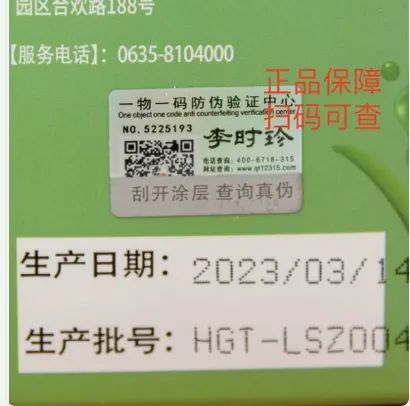 园区合欢路188号
【服务电话】：0635-8104000
正品保障
扫码可查
一物一码防伪验证中心
One object one code anti counterfeiting verification center
NO.5225193
李时珍
电话查询：400-6718-315
网站查询：www.qt12315.com
刮开涂层 查询真伪
生产日期：2023/03/14
生产批号：HGT-LSZ004